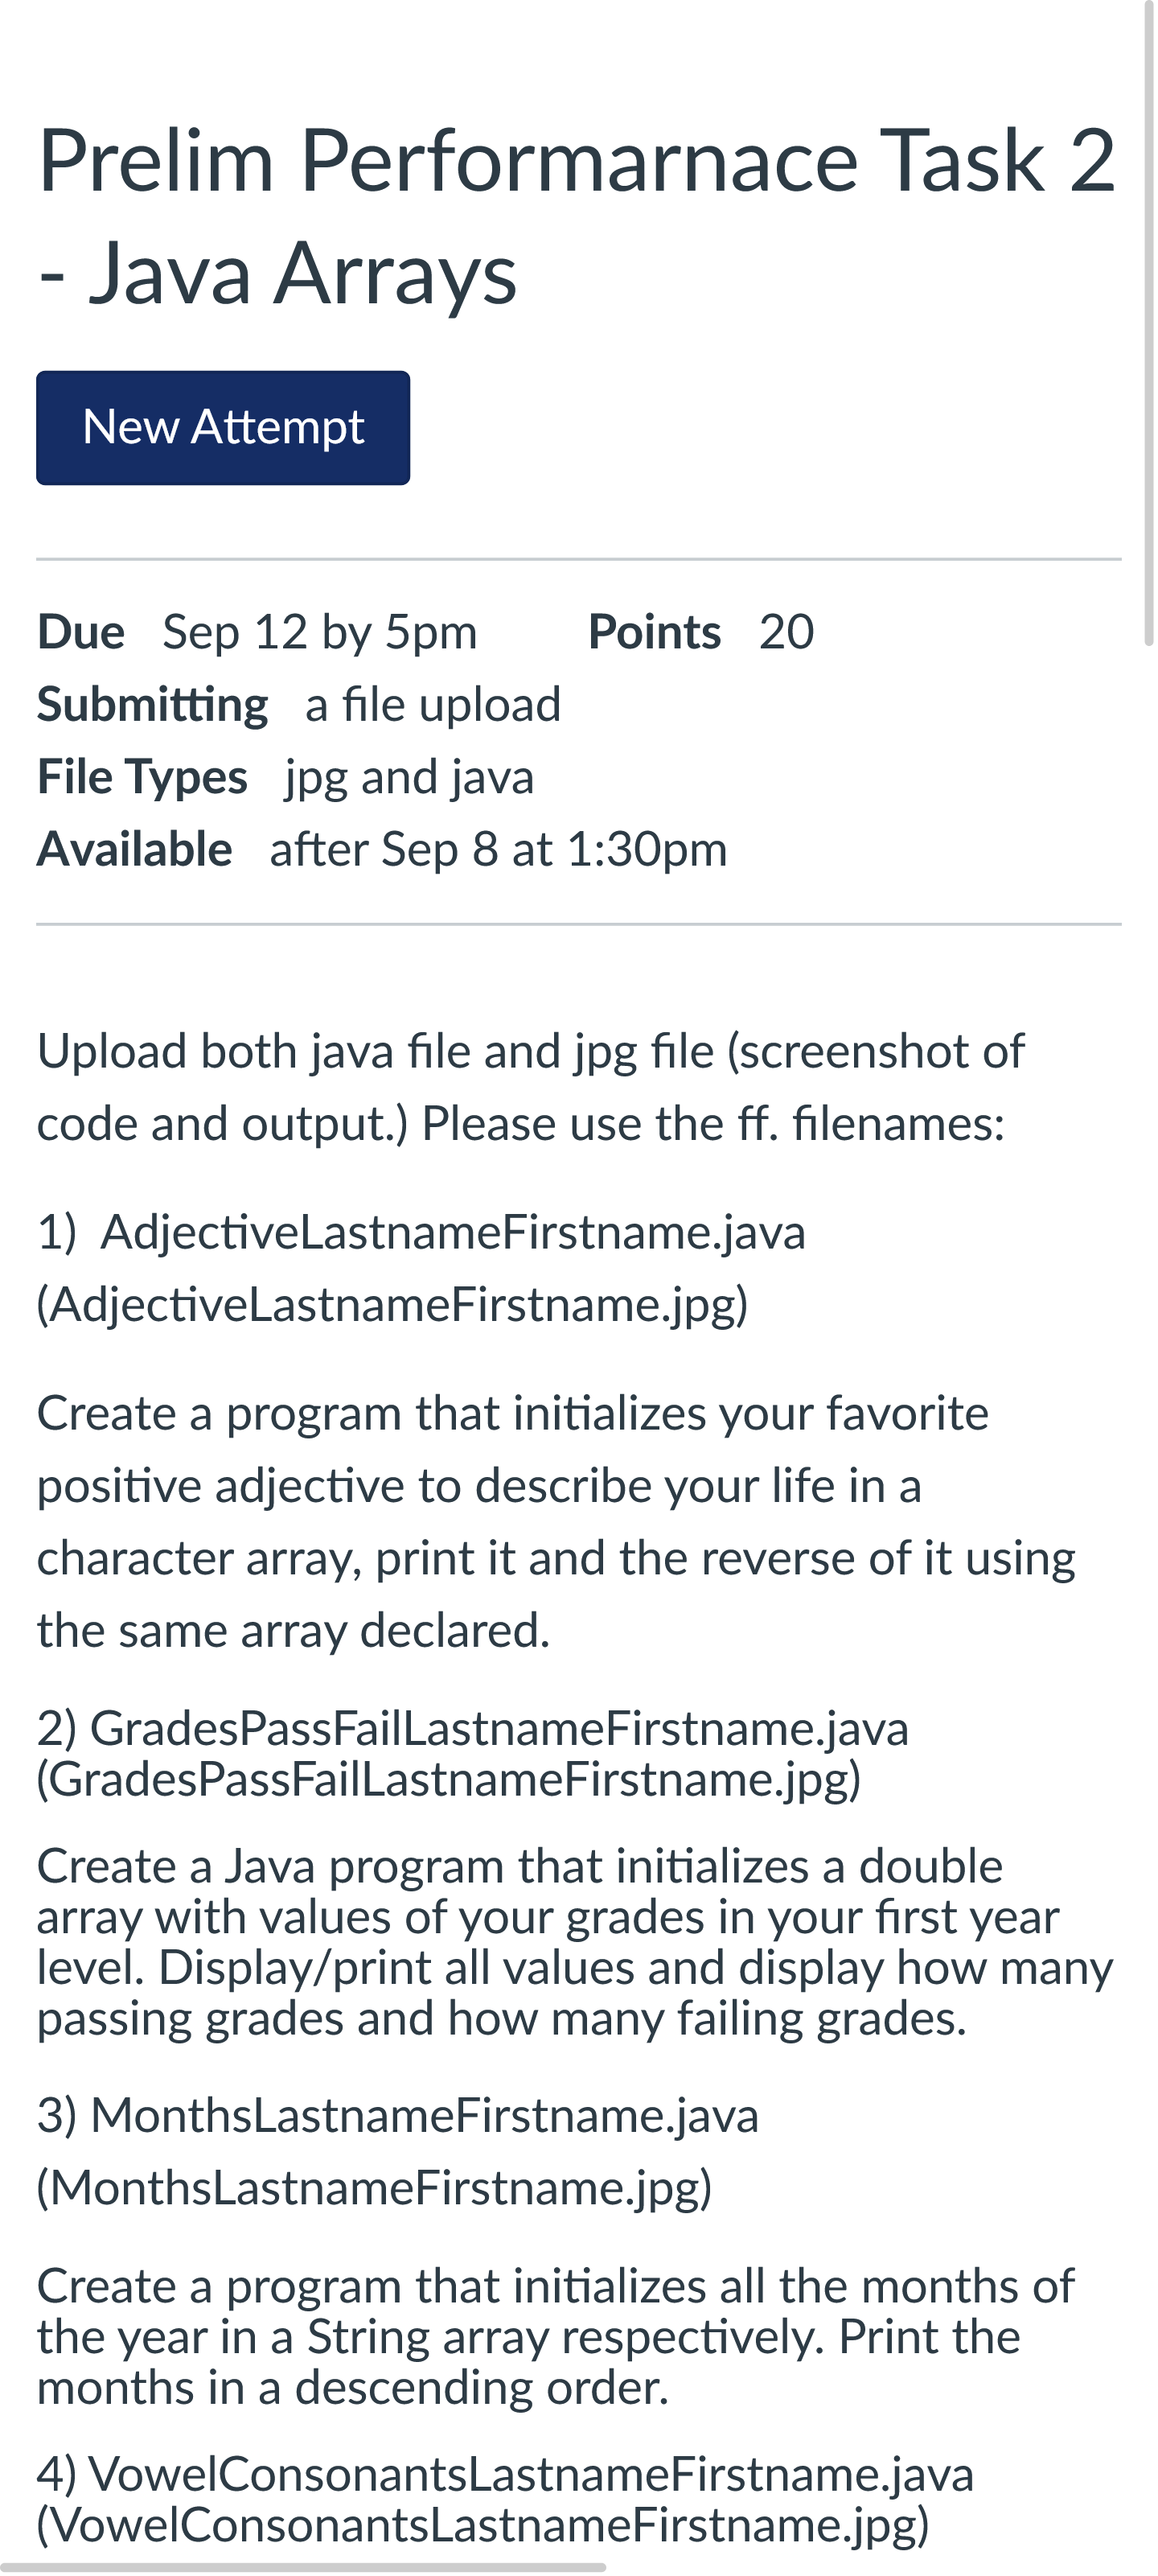 Prelim Performarnace Task 2
- Java Arrays
New Attempt
Due Sep 12 by 5pm Points 20
Submitting a file upload
File Types jpg and java
Available after Sep 8 at 1:30pm
Upload both java file and jpg file (screenshot of
code and output.) Please use the ff. filenames:
1) AdjectiveLastnameFirstname.java
(AdjectiveLastnameFirstname.jpg)
Create a program that initializes your favorite
positive adjective to describe your life in a
character array, print it and the reverse of it using
the same array declared.
2) GradesPassFailLastnameFirstname.java
(GradesPassFailLastnameFirstname.jpg)
Create a Java program that initializes a double
array with values of your grades in your first year
level. Display/print all values and display how many
passing grades and how many failing grades.
3) MonthsLastnameFirstname.java
(MonthsLastnameFirstname.jpg)
Create a program that initializes all the months of
the year in a String array respectively. Print the
months in a descending order.
4) VowelConsonantsLastnameFirstname.java
(VowelConsonantsLastnameFirstname.jpg)